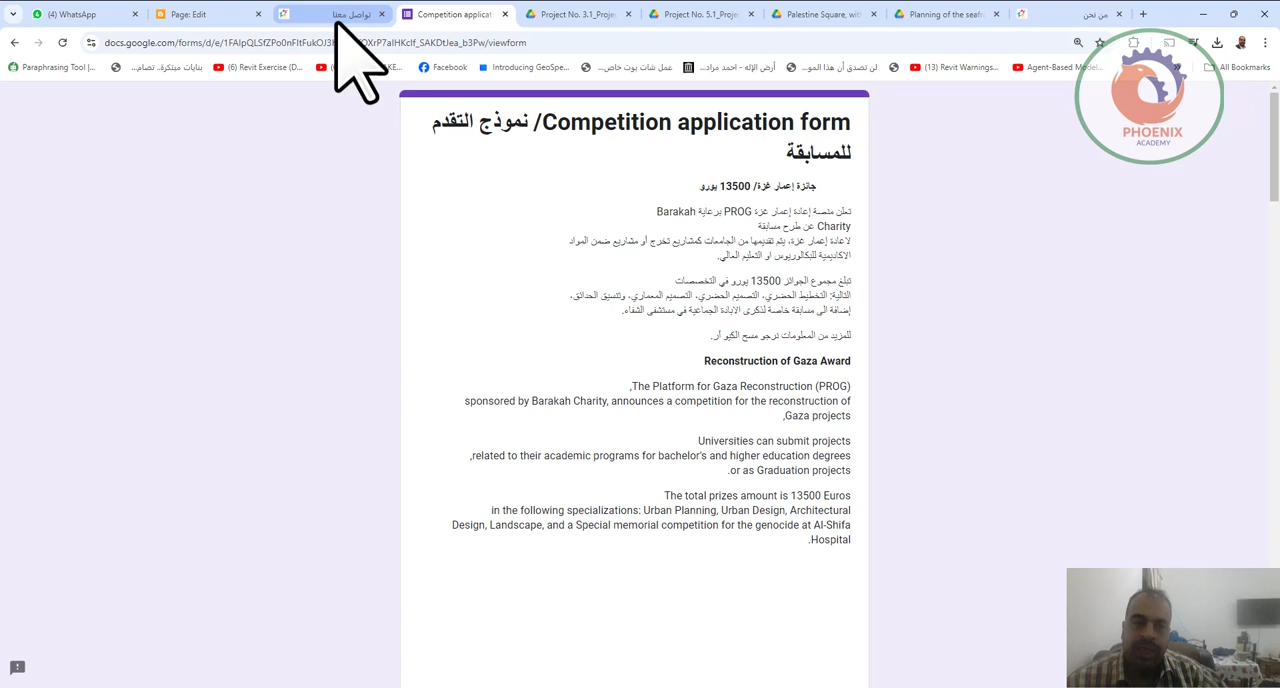 (4) WhatsApp
Page: Edit
تواصل معنا
Competition applicat
Project No. 3.1_Proje
Project No. 5.1_Proje
Palestine Square, with
Planning of the seafr
من نحن
docs.google.com/forms/d/e/
Paraphrasing Tool |...
بنايات مبتكرة.. تصام...
(6) Revit Exercise (D...
Facebook
Introducing GeoSpe...
عمل شات بوت خاص...
أرض الإله - احمد مراد...
لن تصدق أن هذا المو...
(13) Revit Warnings...
Agent-Based Model...
All Bookmarks
PHOENIX
ACADEMY
Competition application form/ نموذج التقدم
للمسابقة
جائزة إعمار غزة/ 13500 يورو
تعلن منصة إعادة إعمار غزة PROG برعاية Barakah
Charity عن طرح مسابقة
لاعادة إعمار غزة، يتم تقديمها من الجامعات كمشاريع تخرج أو مشاريع ضمن المواد
الاكاديمية للبكالوريوس او التعليم العالي.
تبلغ مجموع الجوائز 13500 يورو في التخصصات
التالية: التخطيط الحضري، التصميم الحضري، التصميم المعماري، وتنسيق الحدائق،
إضافة الى مسابقة خاصة لذكرى الابادة الجماعية في مستشفى الشفاء.
للمزيد من المعلومات نرجو مسح الكيو أر.
Reconstruction of Gaza Award
The Platform for Gaza Reconstruction (PROG),
sponsored by Barakah Charity, announces a competition for the reconstruction of
Gaza projects,
Universities can submit projects
related to their academic programs for bachelor's and higher education degrees,
or as Graduation projects.
The total prizes amount is 13500 Euros
in the following specializations: Urban Planning, Urban Design, Architectural
Design, Landscape, and a Special memorial competition for the genocide at Al-Shifa
Hospital.